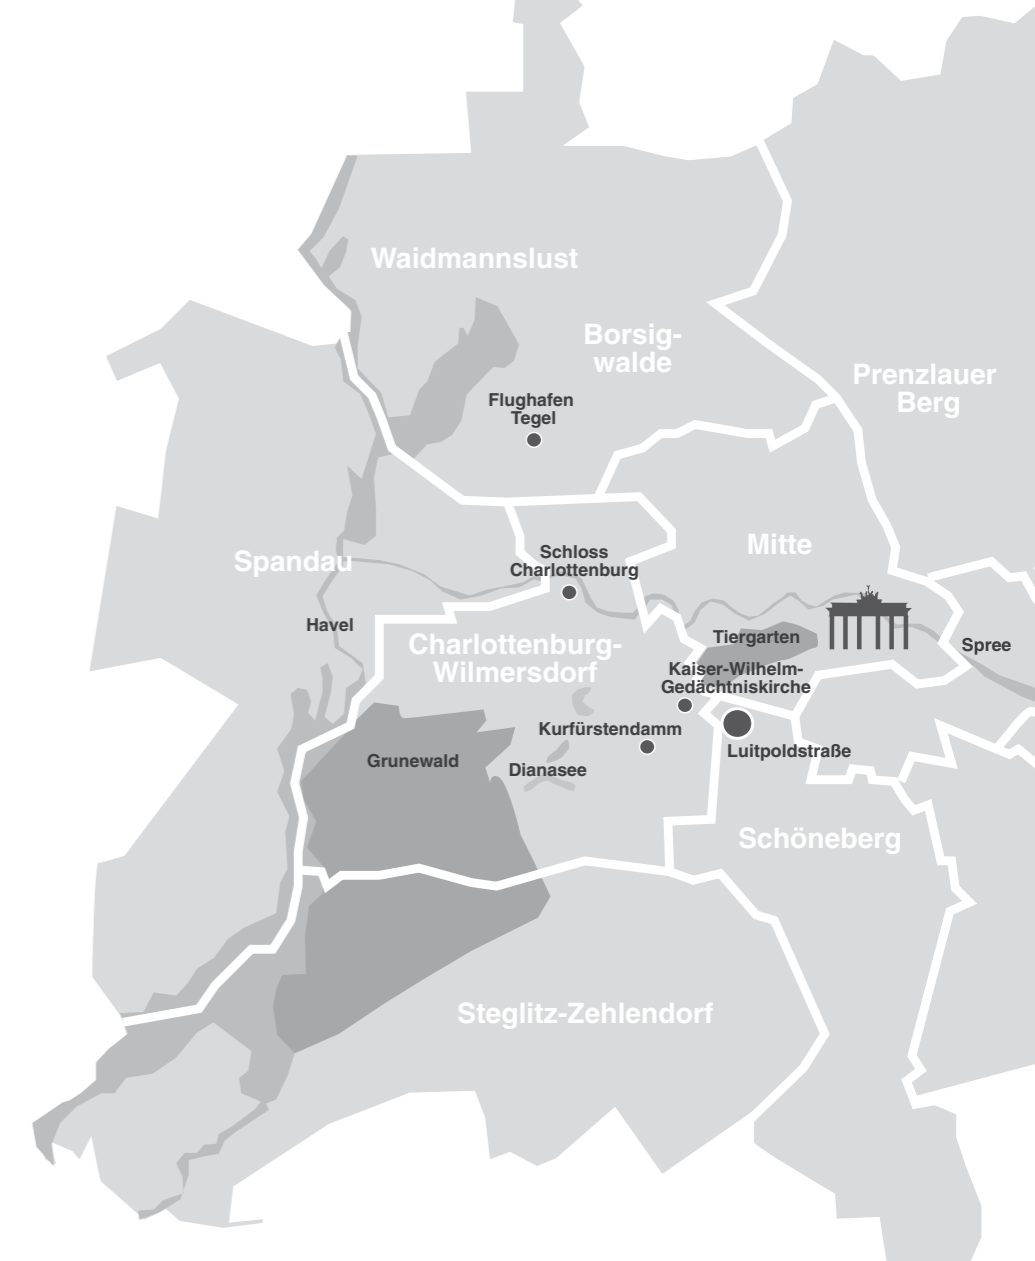 Waidmannslust
Borsig-
walde
Prenzlauer
Berg
Flughafen
Tegel
Mitte
Schloss
Charlottenburg
Spandau
Havel
Tiergarten
Spree
Charlottenburg-
Wilmersdorf
Kaiser-Wilhelm-
Gedächtniskirche
Kurfürstendamm
Luitpoldstraße
Grunewald
Dianasee
Schöneberg
Steglitz-Zehlendorf